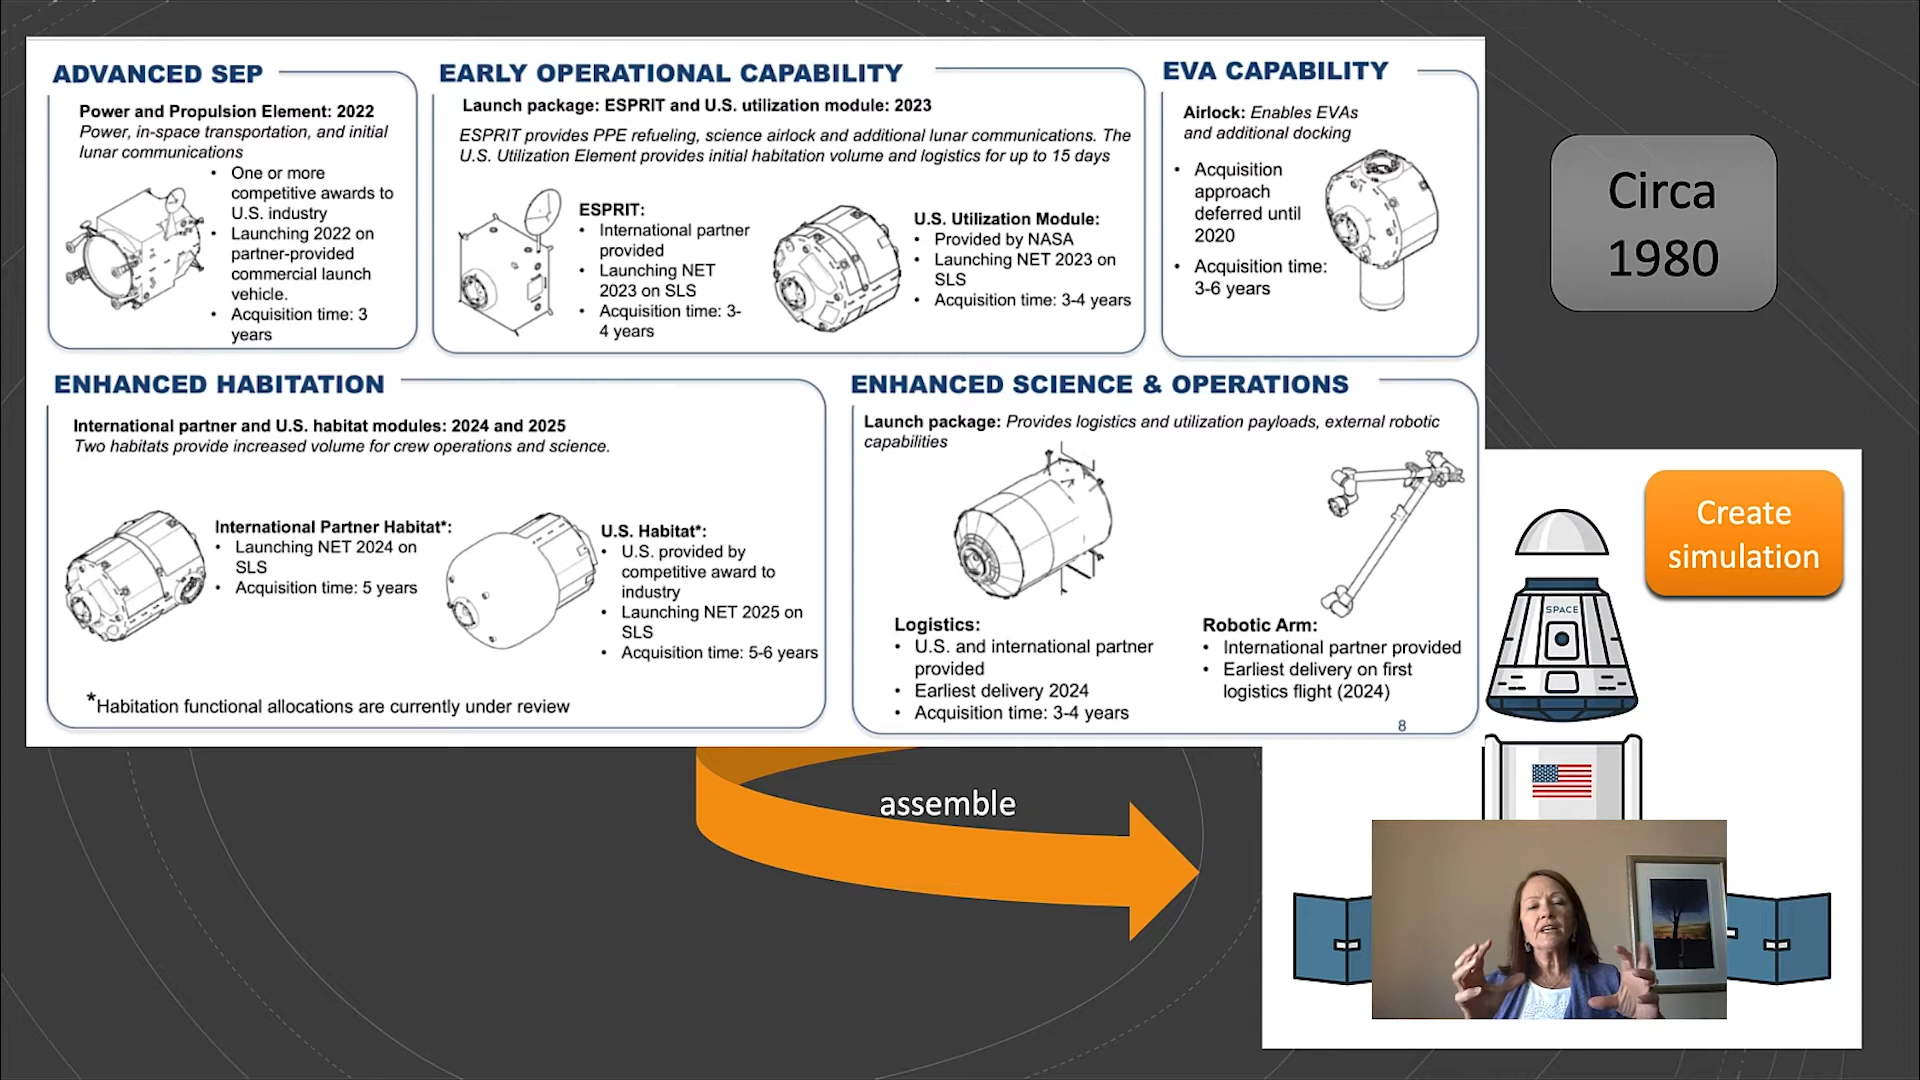 ADVANCED SEP
Power and Propulsion Element: 2022
Power, in-space transportation, and initial
lunar communications
• One or more
competitive awards to
U.S. industry
• Launching 2022 on
partner-provided
commercial launch
vehicle.
• Acquisition time: 3
years
EARLY OPERATIONAL CAPABILITY
Launch package: ESPRIT and U.S. utilization module: 2023
ESPRIT provides PPE refueling, science airlock and additional lunar communications. The
U.S. Utilization Element provides initial habitation volume and logistics for up to 15 days
ESPRIT:
• International partner
provided
• Launching NET
2023 on SLS
• Acquisition time: 3-
4 years
U.S. Utilization Module:
• Provided by NASA
• Launching NET 2023 on
SLS
• Acquisition time: 3-4 years
EVA CAPABILITY
Airlock: Enables EVAs
and additional docking
• Acquisition
approach
deferred until
2020
• Acquisition time:
3-6 years
Circa
1980
ENHANCED HABITATION
International partner and U.S. habitat modules: 2024 and 2025
Two habitats provide increased volume for crew operations and science.
International Partner Habitat*:
• Launching NET 2024 on
SLS
• Acquisition time: 5 years
U.S. Habitat*:
• U.S. provided by
competitive award to
industry
• Launching NET 2025 on
SLS
• Acquisition time: 5-6 years
*Habitation functional allocations are currently under review
ENHANCED SCIENCE & OPERATIONS
Launch package: Provides logistics and utilization payloads, external robotic
capabilities
Logistics:
• U.S. and international partner
provided
• Earliest delivery 2024
• Acquisition time: 3-4 years
Robotic Arm:
• International partner provided
• Earliest delivery on first
logistics flight (2024)
8
Create
simulation
SPACE
assemble